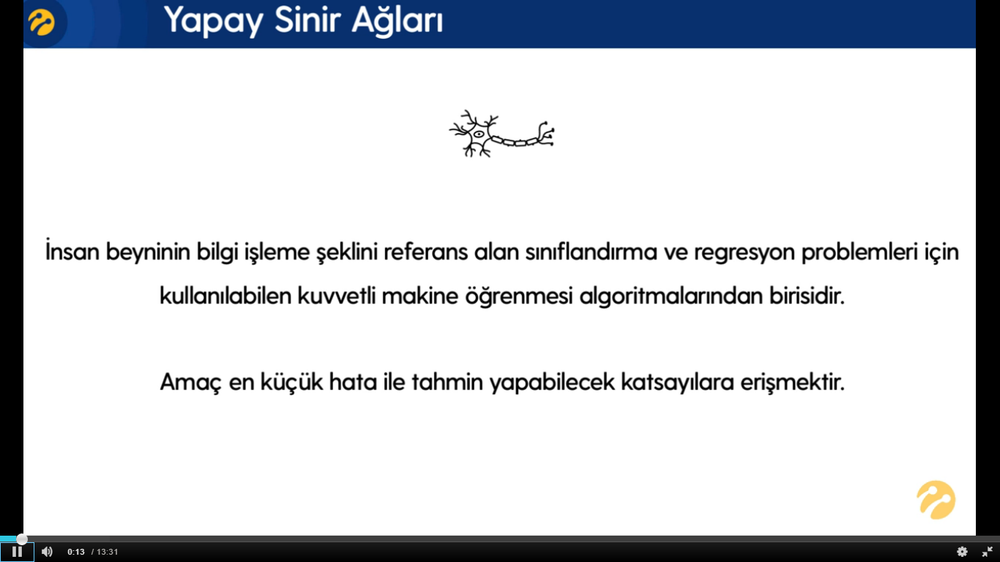 Yapay Sinir Ağları
İnsan beyninin bilgi işleme şeklini referans alan sınıflandırma ve regresyon problemleri için
kullanılabilen kuvvetli makine öğrenmesi algoritmalarından birisidir.
Amaç en küçük hata ile tahmin yapabilecek katsayılara erişmektir.
0:13 / 13:31